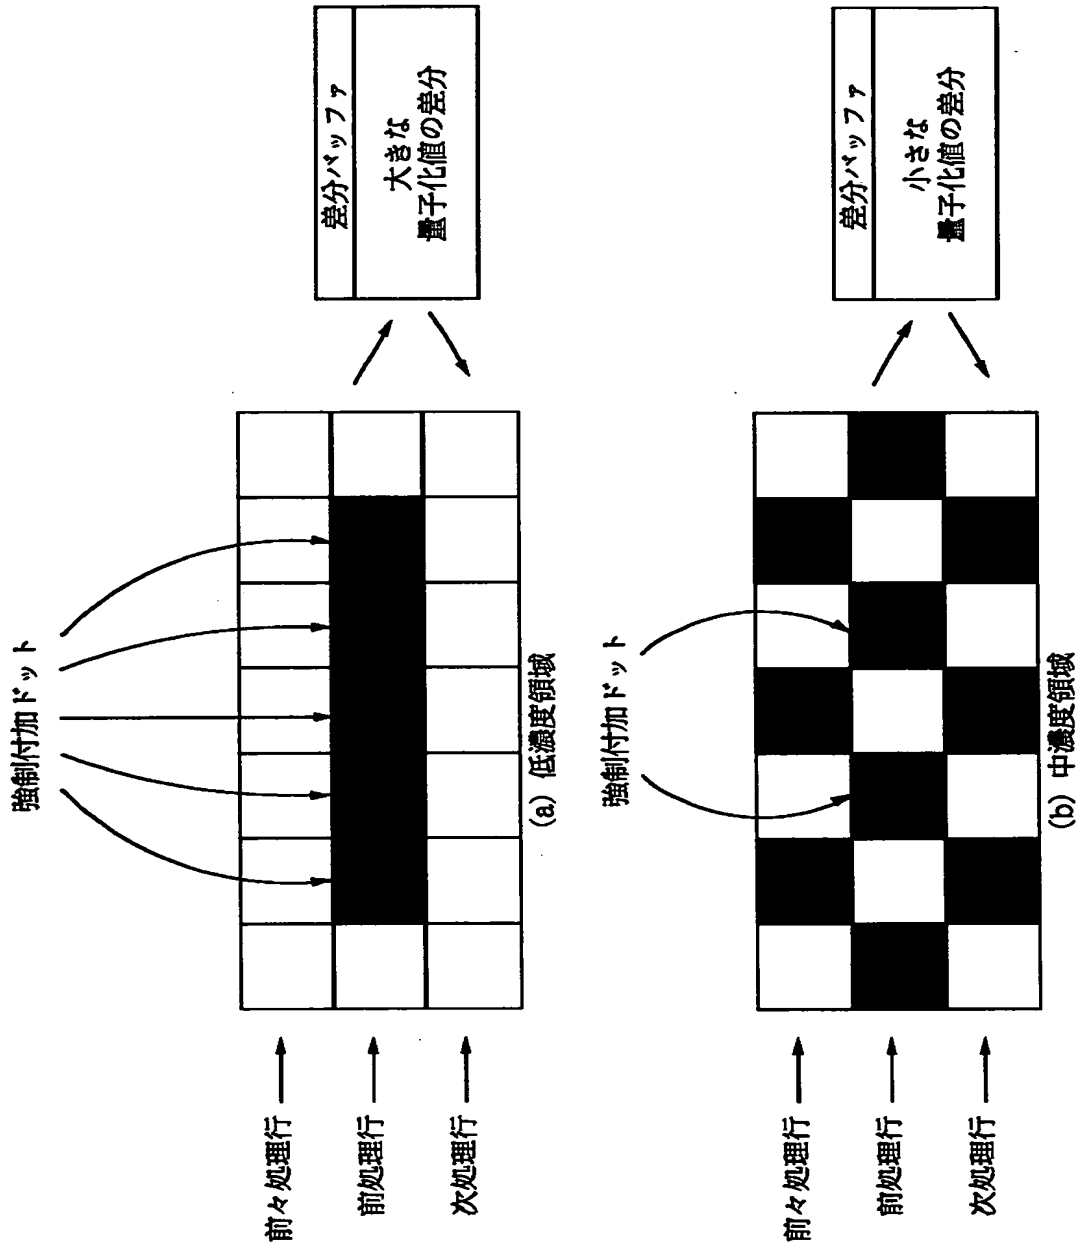 強制付加ドット
前々処理行
前処理行
次処理行
差分バッファ
大きな
量子化値の差分
(a) 低濃度領域
強制付加ドット
前々処理行
前処理行
次処理行
差分バッファ
小さな
量子化値の差分
(b) 中濃度領域